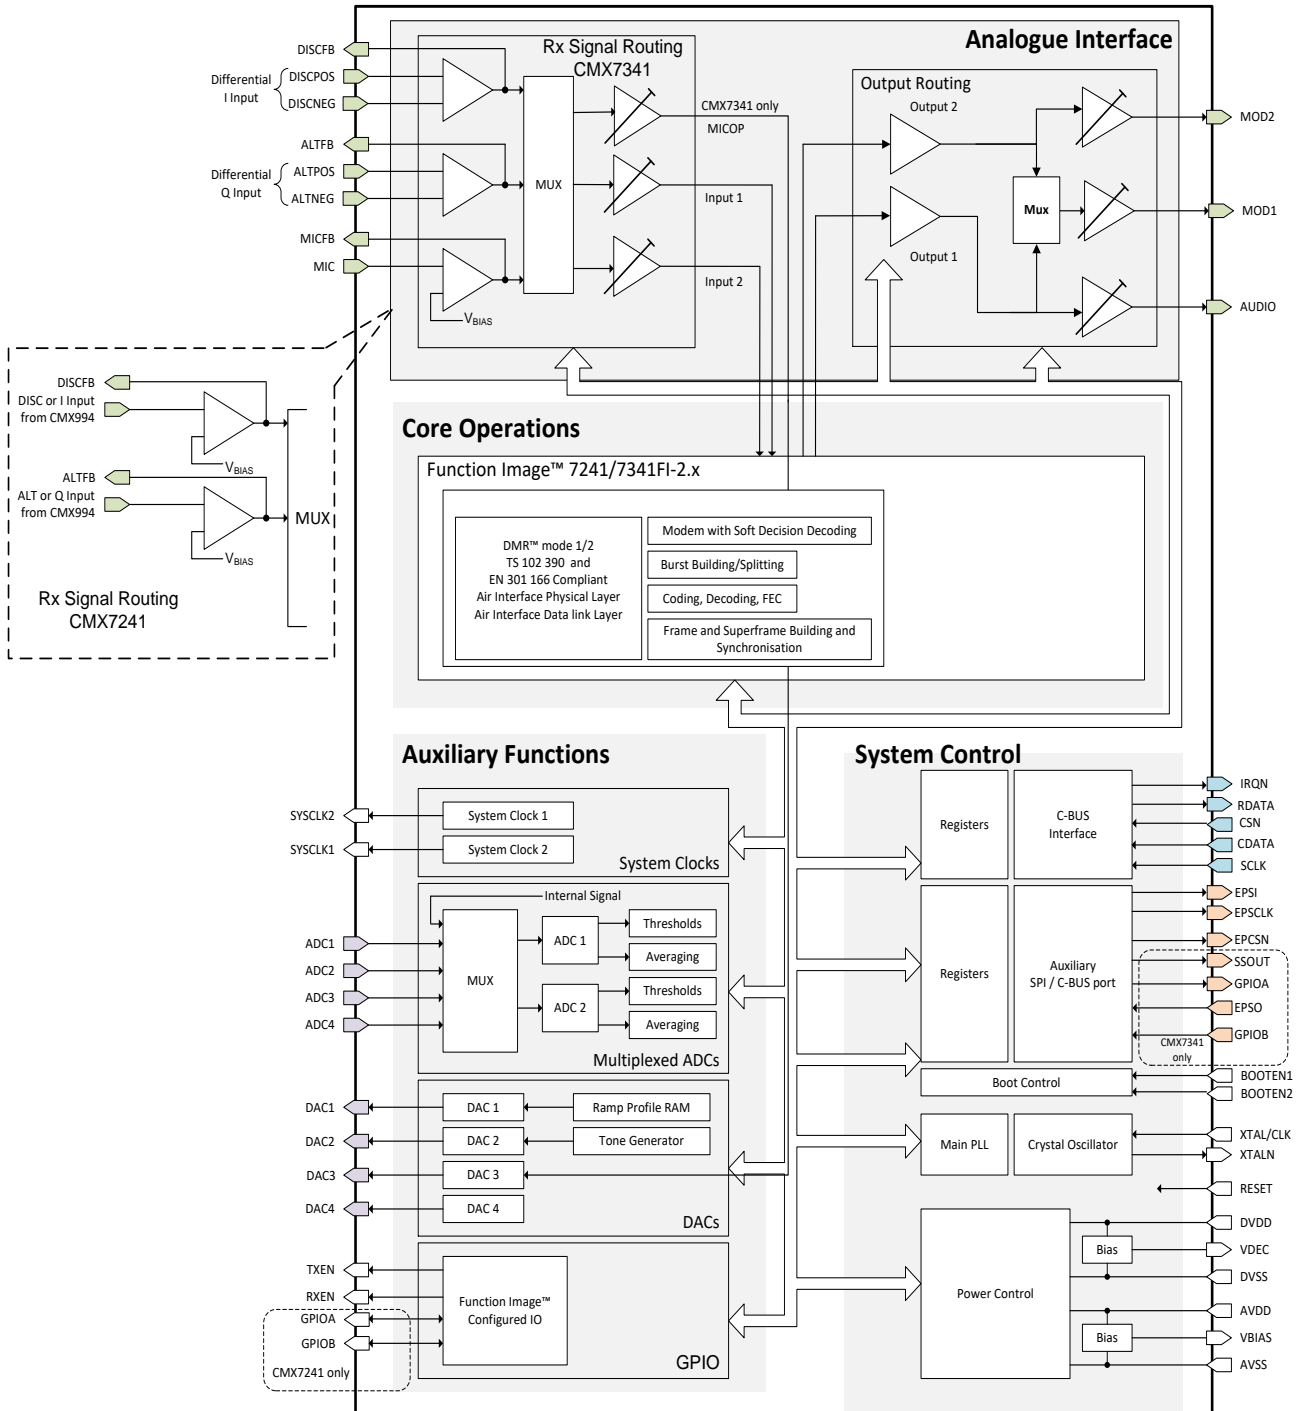 Analogue Interface
Rx Signal Routing
CMX7341
DISCFB
Differential
I Input
DISCPOS
DISCNEG
ALTFB
Differential
Q Input
ALTPOS
ALTNEG
MICFB
MIC
VBIAS
MUX
CMX7341 only
MICOP
Input 1
Input 2
Output Routing
Output 2
Output 1
Mux
MOD2
MOD1
AUDIO
DISCFB
DISC or I Input
from CMX994
VBIAS
ALTFB
ALT or Q Input
from CMX994
VBIAS
MUX
Rx Signal Routing
CMX7241
Core Operations
Function Image™ 7241/7341FI-2.x
DMR™ mode 1/2
TS 102 390 and
EN 301 166 Compliant
Air Interface Physical Layer
Air Interface Data link Layer
Modem with Soft Decision Decoding
Burst Building/Splitting
Coding, Decoding, FEC
Frame and Superframe Building and
Synchronisation
Auxiliary Functions
SYSCLK2
SYSCLK1
System Clock 1
System Clock 2
System Clocks
Internal Signal
ADC1
ADC2
ADC3
ADC4
MUX
ADC 1
ADC 2
Thresholds
Averaging
Thresholds
Averaging
Multiplexed ADCs
DAC1
DAC2
DAC3
DAC4
DAC 1
DAC 2
DAC 3
DAC 4
Ramp Profile RAM
Tone Generator
DACs
TXEN
RXEN
GPIOA
GPIOB
CMX7241 only
Function Image™
Configured IO
GPIO
System Control
Registers
C-BUS
Interface
IRQN
RDATA
CSN
CDATA
SCLK
Registers
Auxiliary
SPI / C-BUS port
EPSI
EPSCLK
EPCSN
SSOUT
GPIOA
EPSO
GPIOB
CMX7341
only
Boot Control
BOOTEN1
BOOTEN2
Main PLL
Crystal Oscillator
XTAL/CLK
XTALN
RESET
Power Control
Bias
Bias
DVDD
VDEC
DVSS
AVDD
VBIAS
AVSS